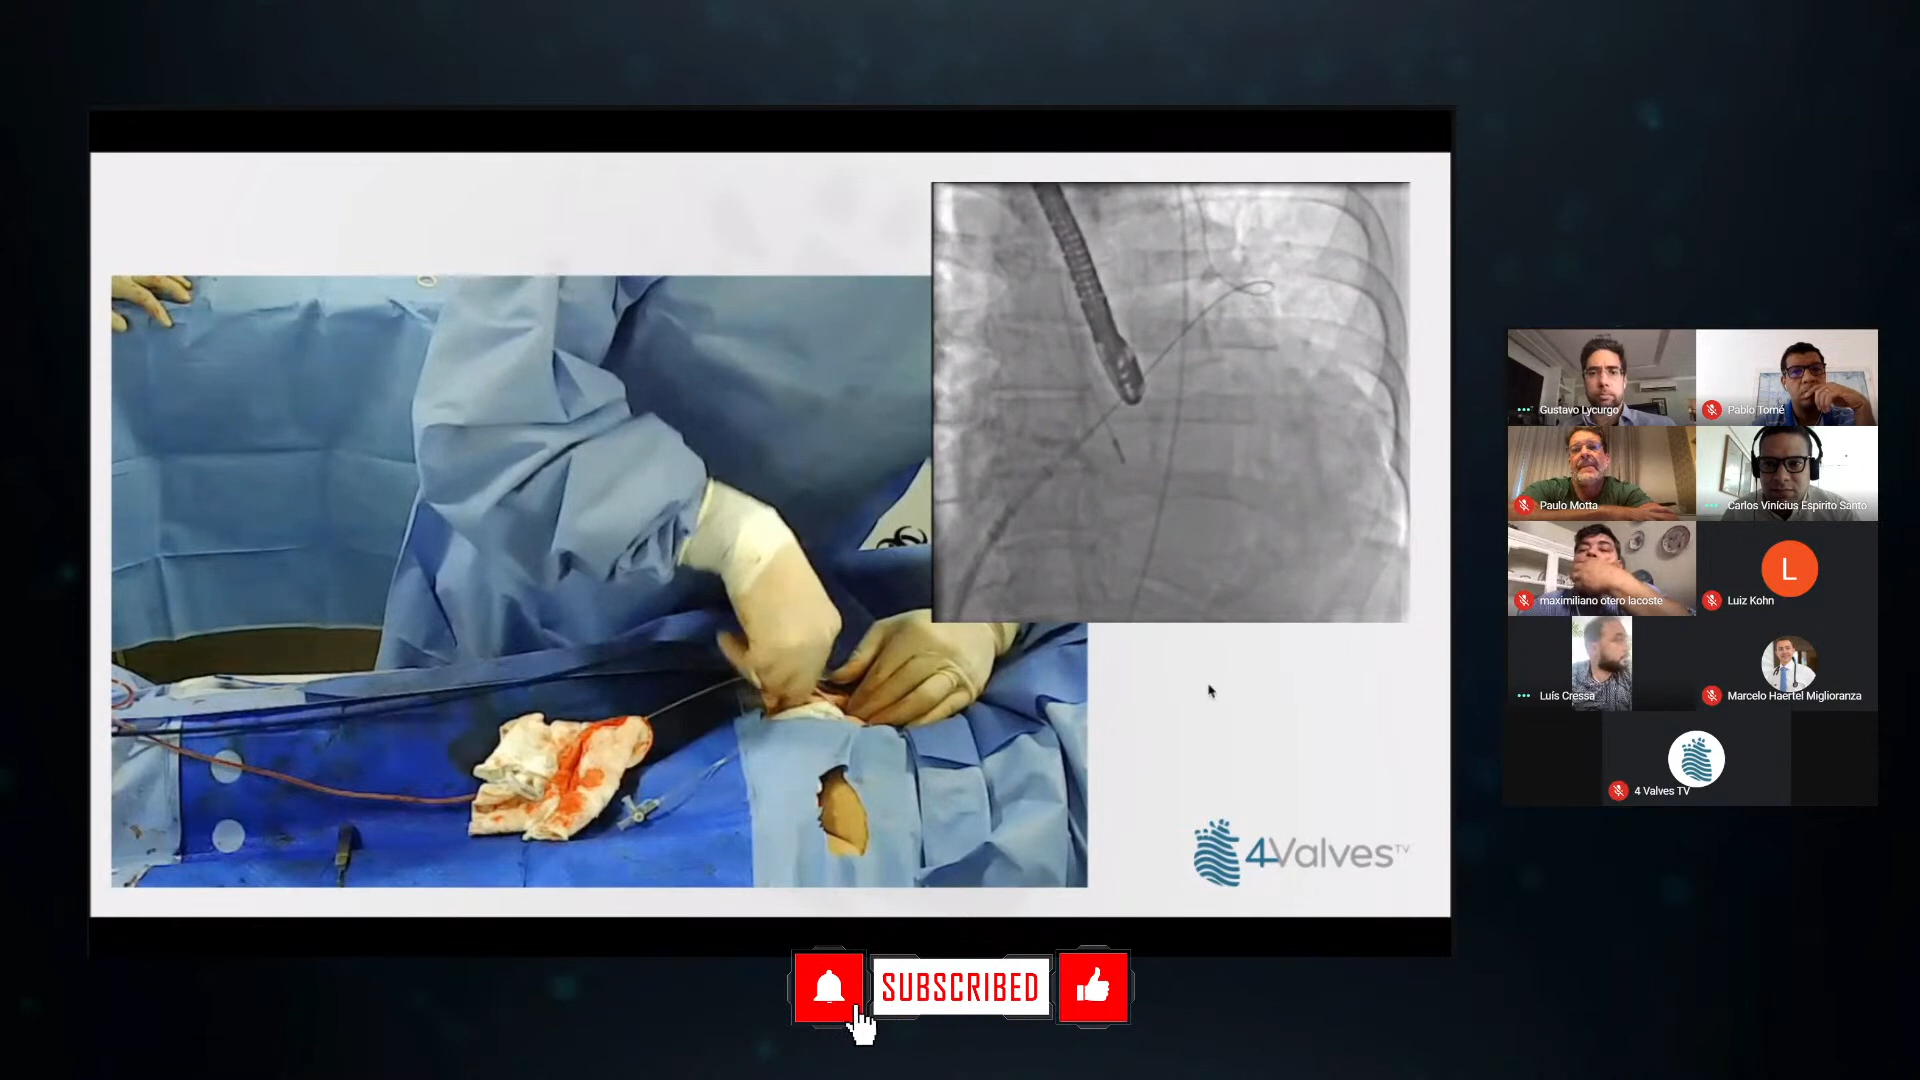 Gustavo Lycurgo
Pablo Tomé
Paulo Motta
Carlos Vinícius Espirito Santo
maximiliano otero lacoste
L
Luiz Kohn
Luís Cressa
Marcelo Haertel Miglioranza
4 Valves TV
4Valves TV
SUBSCRIBED